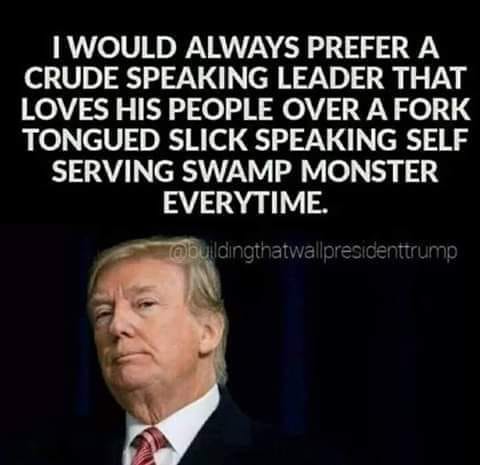 I WOULD ALWAYS PREFER A
CRUDE SPEAKING LEADER THAT
LOVES HIS PEOPLE OVER A FORK
TONGUED SLICK SPEAKING SELF
SERVING SWAMP MONSTER
EVERYTIME.
@buildingthatwallpresidenttrump